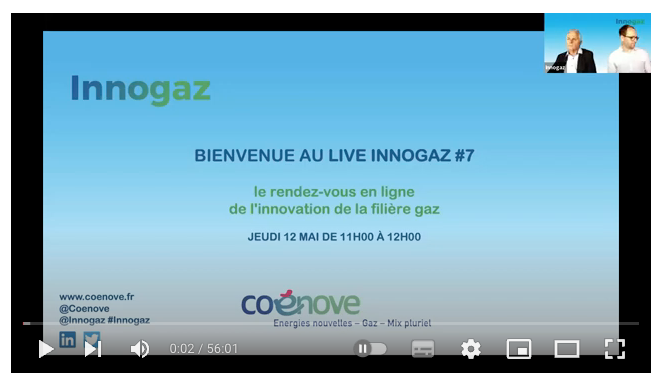 Innogaz
Innogaz
Innogaz
BIENVENUE AU LIVE INNOGAZ #7
le rendez-vous en ligne
de l'innovation de la filière gaz
JEUDI 12 MAI DE 11H00 À 12H00
www.coenove.fr
@Coenove
@Innogaz #Innogaz
coénove
Energies nouvelles – Gaz – Mix pluriel
in
0:02 / 56:01